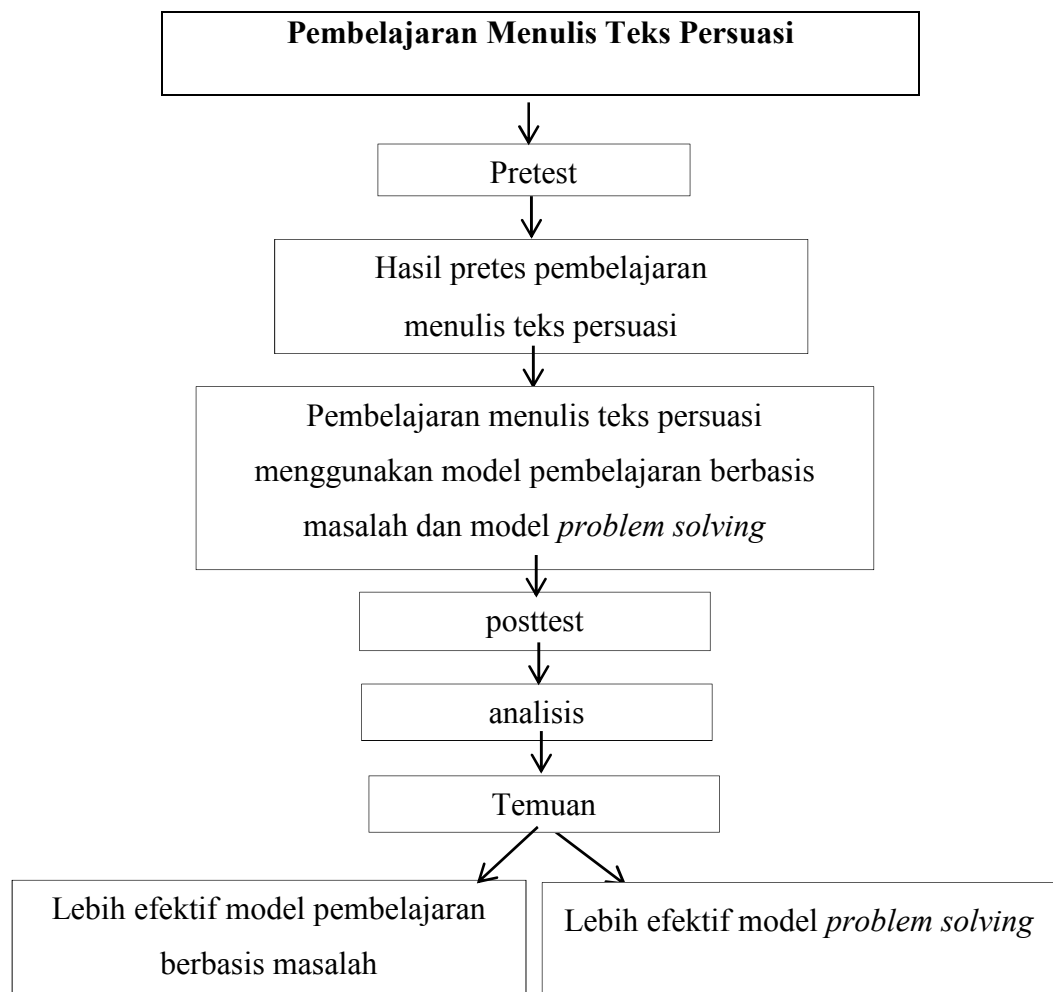 Pembelajaran Menulis Teks Persuasi
Pretest
Hasil pretes pembelajaran
menulis teks persuasi
Pembelajaran menulis teks persuasi
menggunakan model pembelajaran berbasis
masalah dan model problem solving
posttest
analisis
Temuan
Lebih efektif model pembelajaran
berbasis masalah
Lebih efektif model problem solving